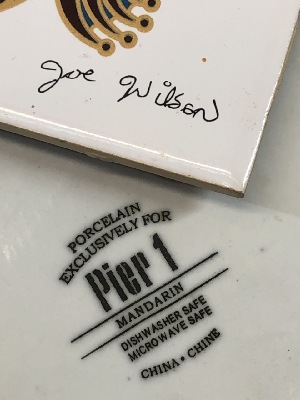 Joe Wilson
PORCELAIN
EXCLUSIVELY FOR
Pier 1
MANDARIN
DISHWASHER SAFE
MICROWAVE SAFE
CHINA • CHINE